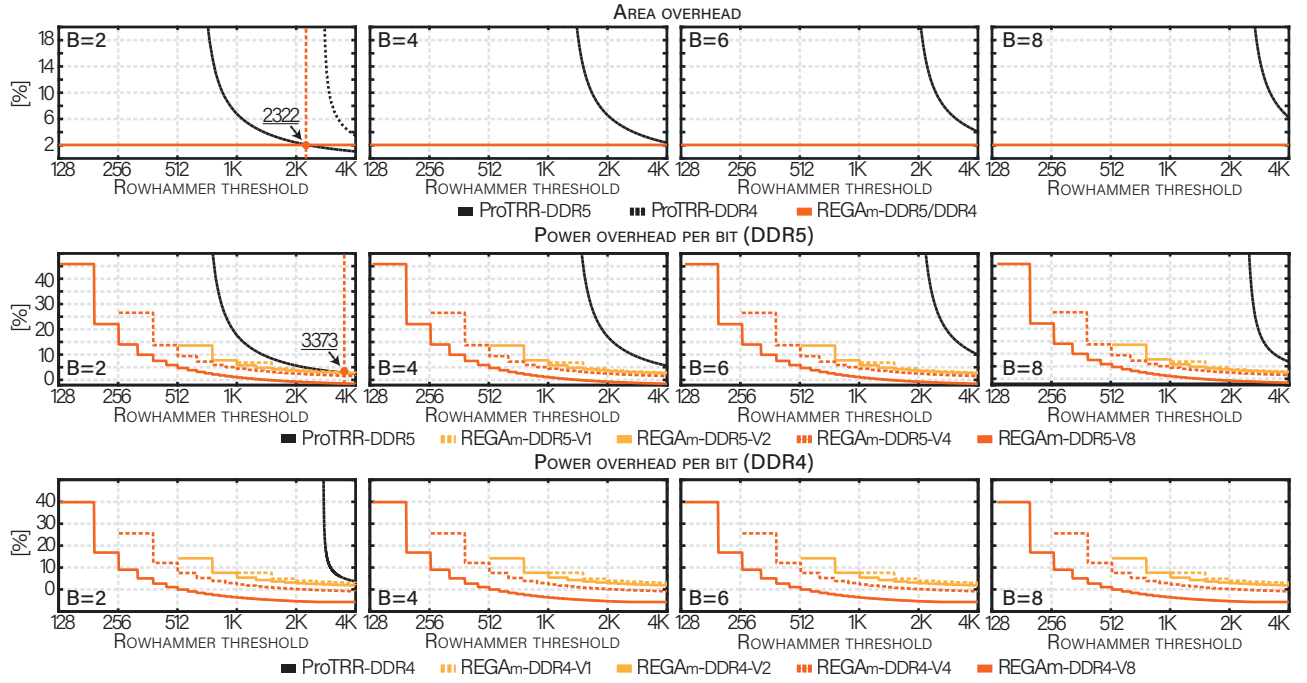 AREA OVERHEAD
[%] 18 14 10 6 2
B=2 B=4 B=6 B=8
2322
128 256 512 1K 2K 4K 128 256 512 1K 2K 4K 128 256 512 1K 2K 4K 128 256 512 1K 2K 4K
ROWHAMMER THRESHOLD ROWHAMMER THRESHOLD ROWHAMMER THRESHOLD ROWHAMMER THRESHOLD
PROTRR-DDR5 PROTRR-DDR4 REGAM-DDR5/DDR4
POWER OVERHEAD PER BIT (DDR5)
[%] 40 30 20 10 0
3373
B=2 B=4 B=6 B=8
128 256 512 1K 2K 4K 128 256 512 1K 2K 4K 128 256 512 1K 2K 4K 128 256 512 1K 2K 4K
ROWHAMMER THRESHOLD ROWHAMMER THRESHOLD ROWHAMMER THRESHOLD ROWHAMMER THRESHOLD
PROTRR-DDR5 REGAM-DDR5-V1 REGAM-DDR5-V2 REGAM-DDR5-V4 REGAM-DDR5-V8
POWER OVERHEAD PER BIT (DDR4)
[%] 40 30 20 10 0
B=2 B=4 B=6 B=8
128 256 512 1K 2K 4K 128 256 512 1K 2K 4K 128 256 512 1K 2K 4K 128 256 512 1K 2K 4K
ROWHAMMER THRESHOLD ROWHAMMER THRESHOLD ROWHAMMER THRESHOLD ROWHAMMER THRESHOLD
PROTRR-DDR4 REGAM-DDR4-V1 REGAM-DDR4-V2 REGAM-DDR4-V4 REGAM-DDR4-V8